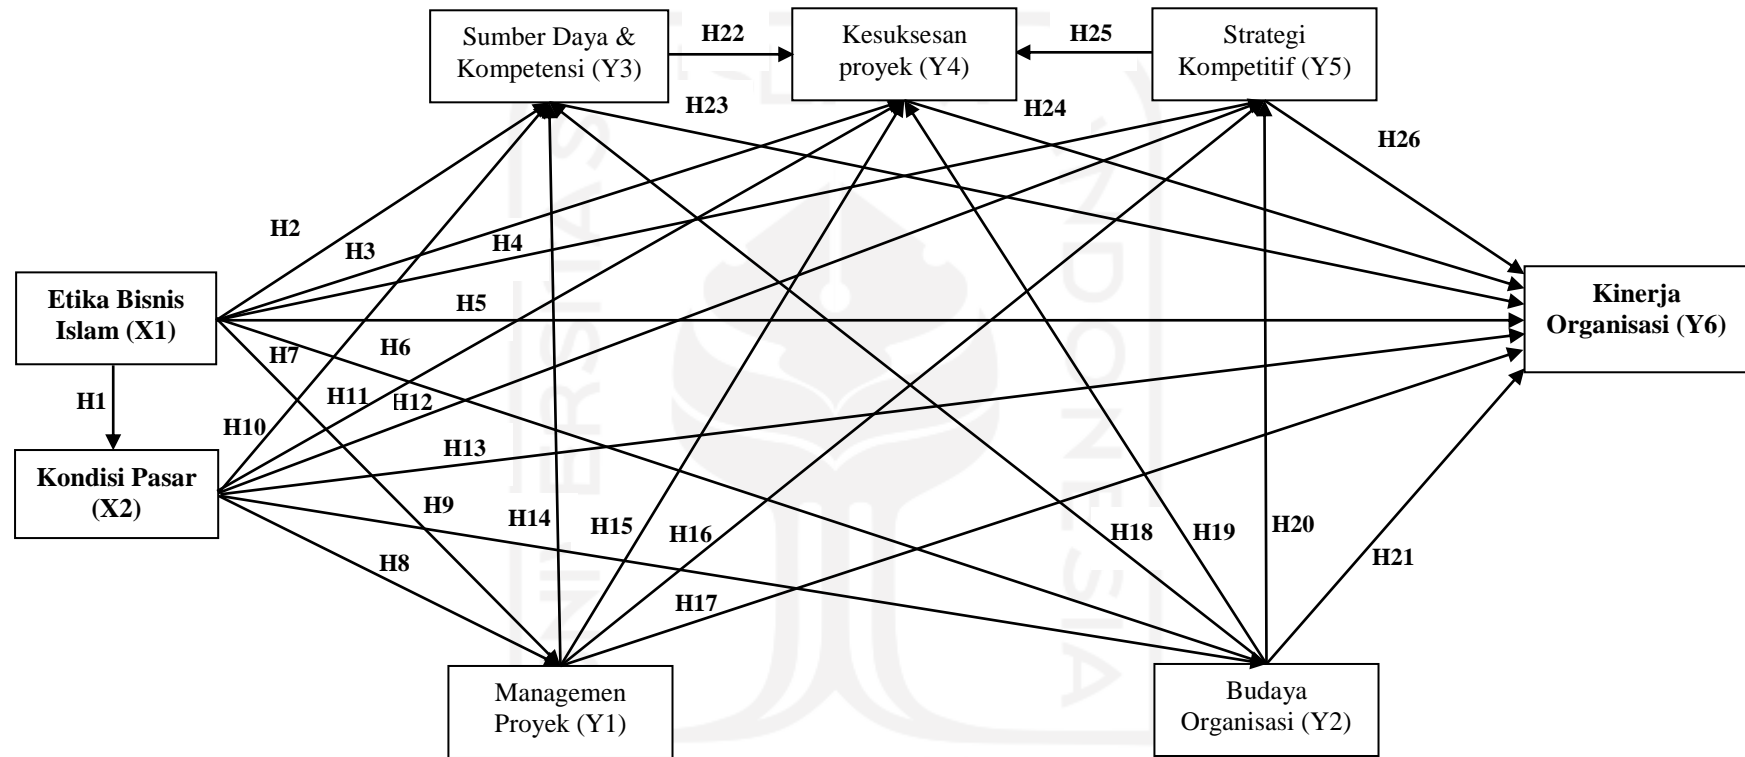 Sumber Daya &
Kompetensi (Y3)
H22
Kesuksesan
proyek (Y4)
H25
Strategi
Kompetitif (Y5)
H23
H24
H26
H2
H3
H4
Etika Bisnis
Islam (X1)
H5
Kinerja
Organisasi (Y6)
H7
H6
H1
H11
H12
H10
H13
Kondisi Pasar
(X2)
H9
H14
H15
H16
H18
H19
H20
H21
H8
H17
Managemen
Proyek (Y1)
Budaya
Organisasi (Y2)
INDONESIA